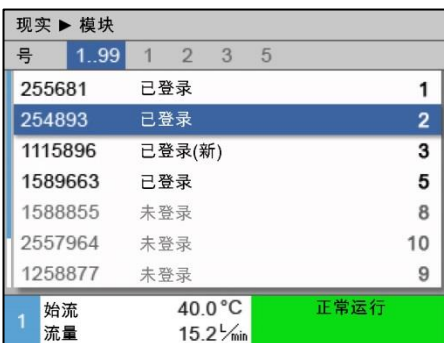 现实 ▶ 模块
号 1..99 1 2 3 5
255681 已登录 1
254893 已登录 2
1115896 已登录(新) 3
1589663 已登录 5
1588855 未登录 8
2557964 未登录 10
1258877 未登录 9
1 始流 40.0 °C 正常运行
流量 15.2 L/min